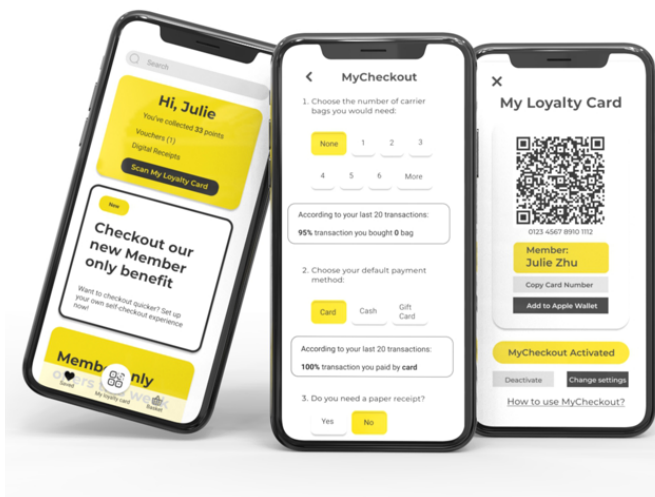 Search
Hi, Julie
You've collected 33 points
Vouchers (1)
Digital Receipts
Scan My Loyalty Card
New
Checkout our
new Member
only benefit
Want to checkout quicker? Set up
your own self-checkout experience
now!
Member only
offers this week
Saved
My loyalty card
Basket
MyCheckout
1. Choose the number of carrier
bags you would need:
None 1 2 3
4 5 6 More
According to your last 20 transactions:
95% transaction you bought 0 bag
2. Choose your default payment
method:
Card Cash Gift
Card
According to your last 20 transactions:
100% transaction you paid by card
3. Do you need a paper receipt?
Yes No
My Loyalty Card
0123 4567 8910 1112
Member:
Julie Zhu
Copy Card Number
Add to Apple Wallet
MyCheckout Activated
Deactivate Change settings
How to use MyCheckout?